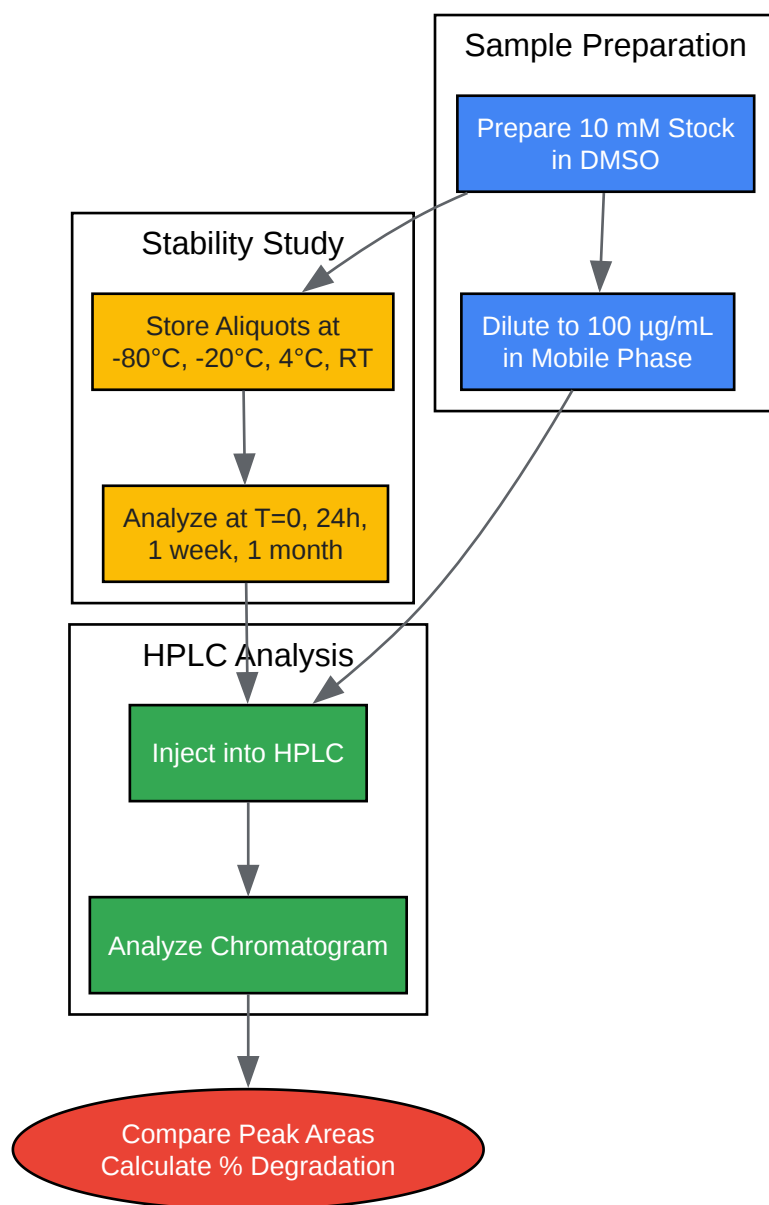 Sample Preparation
Prepare 10 mM Stock
in DMSO
Stability Study
Store Aliquots at
-80°C, -20°C, 4°C, RT
Dilute to 100 µg/mL
in Mobile Phase
Analyze at T=0, 24h,
1 week, 1 month
HPLC Analysis
Inject into HPLC
Analyze Chromatogram
Compare Peak Areas
Calculate % Degradation